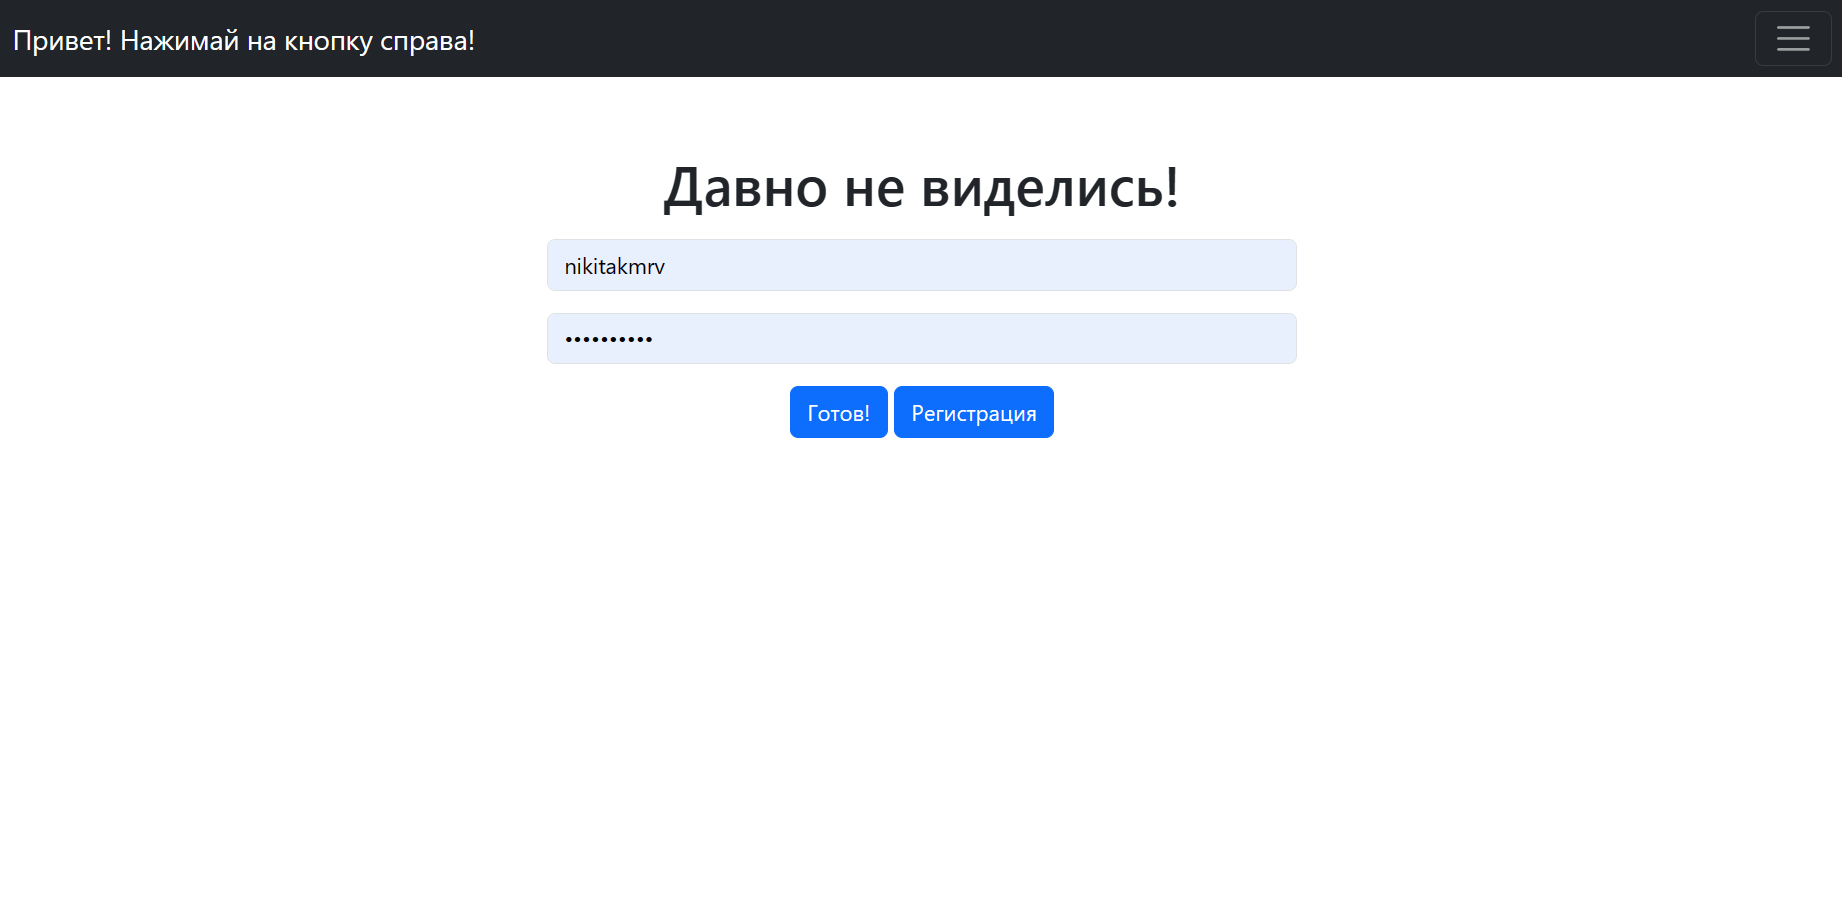 Привет! Нажимай на кнопку справа!
Давно не виделись!
nikitakmrv
••••••••••
Готов! Регистрация